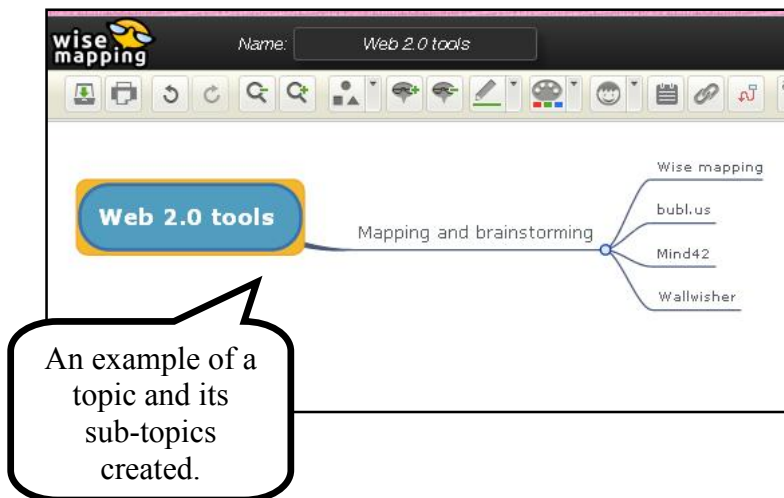 wise
mapping
Name: Web 2.0 tools
Web 2.0 tools
Mapping and brainstorming
Wise mapping
bubl.us
Mind42
Wallwisher
An example of a
topic and its
sub-topics
created.